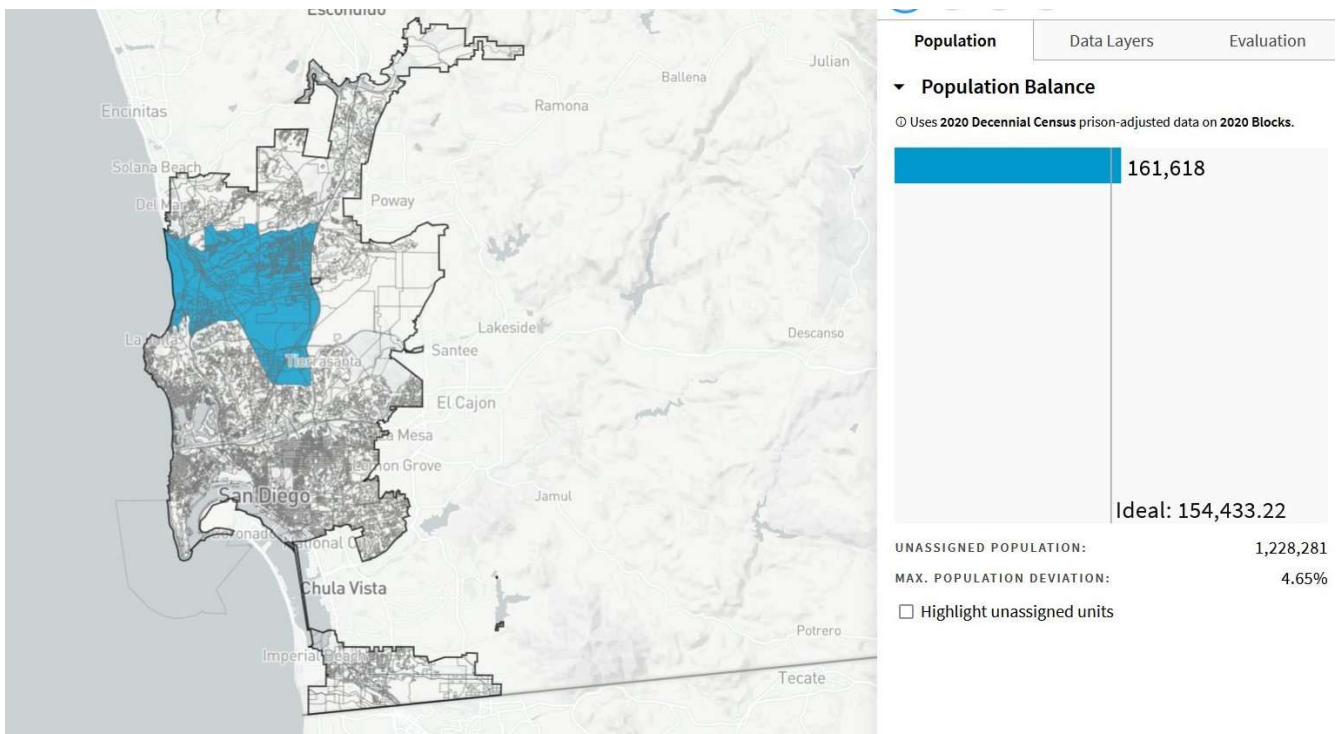 Escondido
Julian
Ballena
Ramona
Encinitas
Solana Beach
Poway
Lakeside
Descanso
Tierrasanta
Santee
El Cajon
Mesa
Lemon Grove
San Diego
Jamul
Chula Vista
Potrero
Imperial Beach
Tecate
Population
Data Layers
Evaluation
Population Balance
Uses 2020 Decennial Census prison-adjusted data on 2020 Blocks.
161,618
Ideal: 154,433.22
UNASSIGNED POPULATION: 1,228,281
MAX. POPULATION DEVIATION: 4.65%
Highlight unassigned units